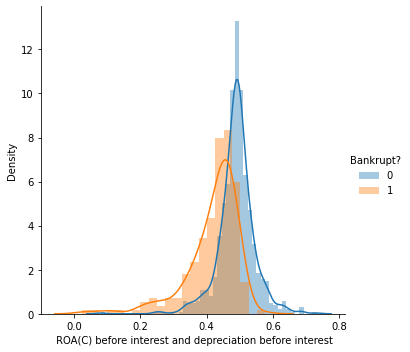 12
10
8
6
4
2
0
Density
0.0 0.2 0.4 0.6 0.8
ROA(C) before interest and depreciation before interest
Bankrupt?
0
1